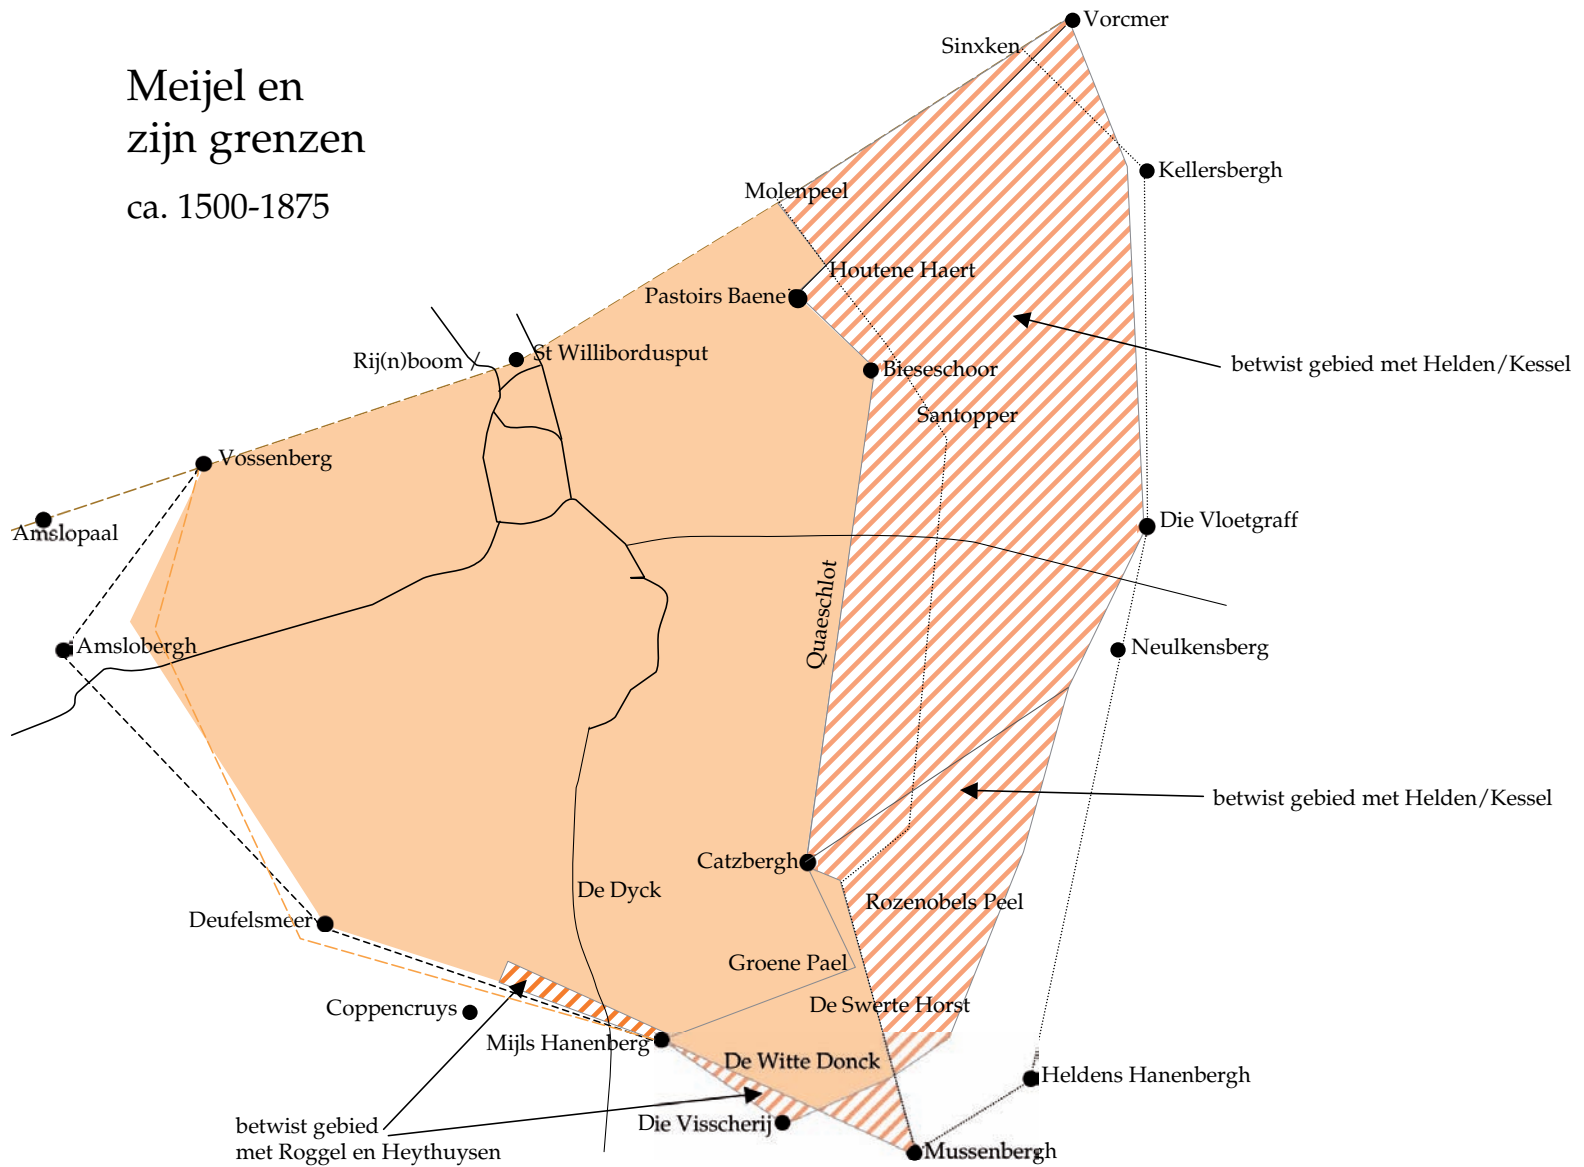 Meijel en
zijn grenzen
ca. 1500-1875
Vorcmer
Sinxken
Kellersbergh
Molenpeel
Houtene Haert
Pastoirs Baene
St Willibordusput
Rij(n)boom
betwist gebied met Helden/Kessel
Bieseschoor
Santopper
Vossenberg
Amslopaal
Die Vloetgraff
Quaeschlot
Amslobergh
Neulkensberg
betwist gebied met Helden/Kessel
Catzbergh
De Dyck
Rozenobels Peel
Deufelsmeer
Groene Pael
Coppencruys
De Swerte Horst
Mijls Hanenberg
De Witte Donck
Heldens Hanenbergh
betwist gebied
met Roggel en Heythuysen
Die Visscherij
Mussenbergh